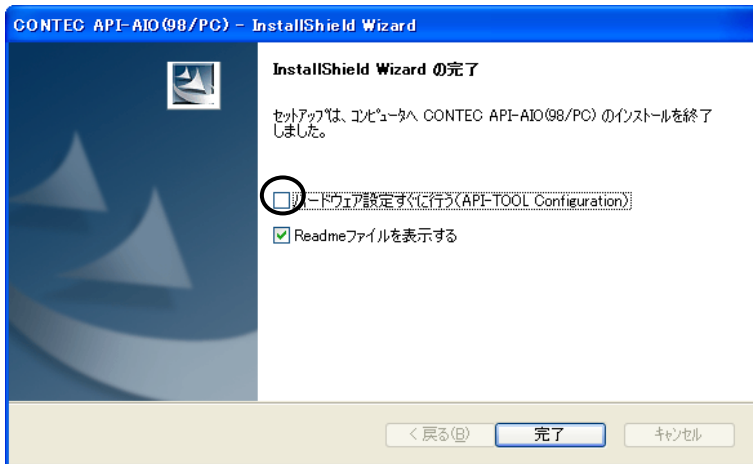 CONTEC API-AIO(98/PC) - InstallShield Wizard
InstallShield Wizard の完了
セットアップは、コンピュータへ CONTEC API-AIO(98/PC) のインストールを終了
しました。
ハードウェア設定すぐに行う(API-TOOL Configuration)
Readmeファイルを表示する
< 戻る(B)
完了
キャンセル